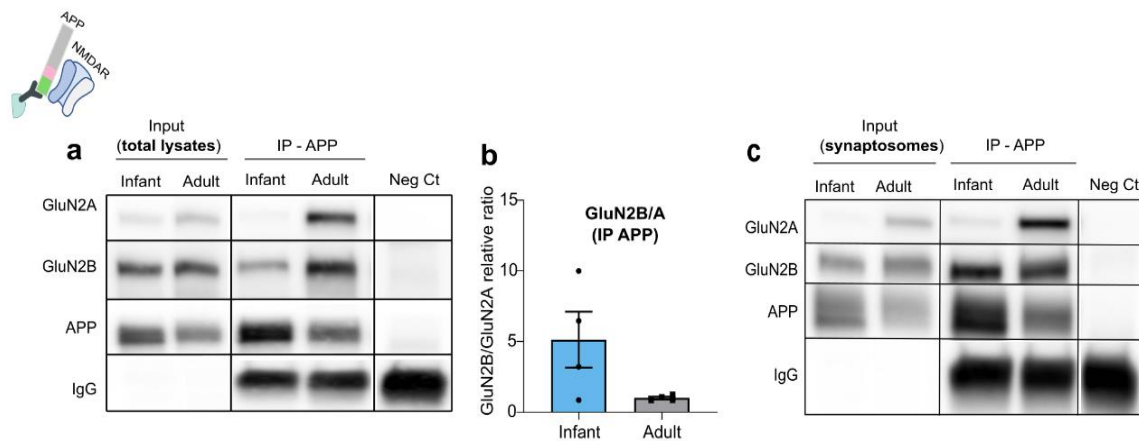 APP
NMDAR
a
Input
(total lysates)
IP - APP
Infant
Adult
Infant
Adult
Neg Ct
GluN2A
GluN2B
APP
IgG
b
GluN2B/A
(IP APP)
GluN2B/GluN2A relative ratio
15
10
5
0
Infant
Adult
c
Input
(synaptosomes)
IP - APP
Infant
Adult
Infant
Adult
Neg Ct
GluN2A
GluN2B
APP
IgG